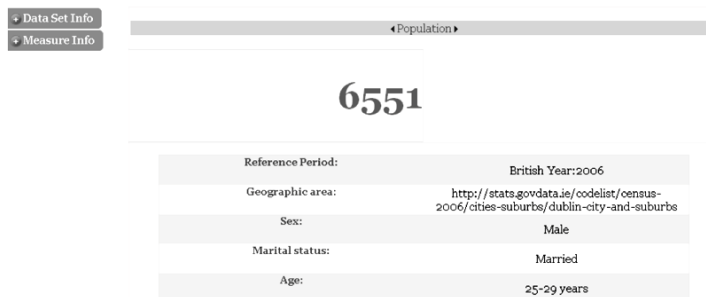 Data Set Info
Measure Info
Population
6551
Reference Period:
British Year:2006
Geographic area:
http://stats.govdata.ie/codelist/census-
2006/cities-suburbs/dublin-city-and-suburbs
Sex:
Male
Marital status:
Married
Age:
25-29 years